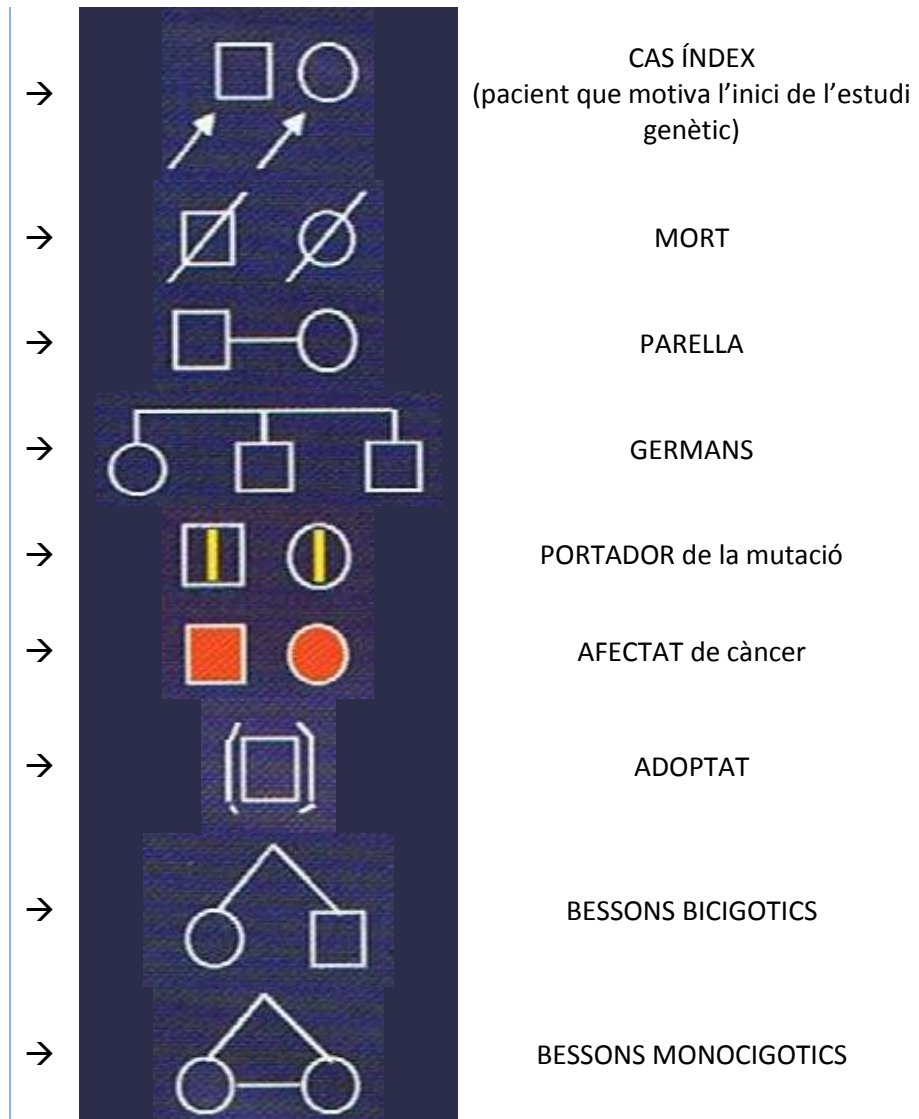 → CAS ÍNDEX
(pacient que motiva l'inici de l'estudi
genètic)
→ MORT
→ PARELLA
→ GERMANS
→ PORTADOR de la mutació
→ AFECTAT de càncer
→ ADOPTAT
→ BESSONS BICIGOTICS
→ BESSONS MONOCIGOTICS